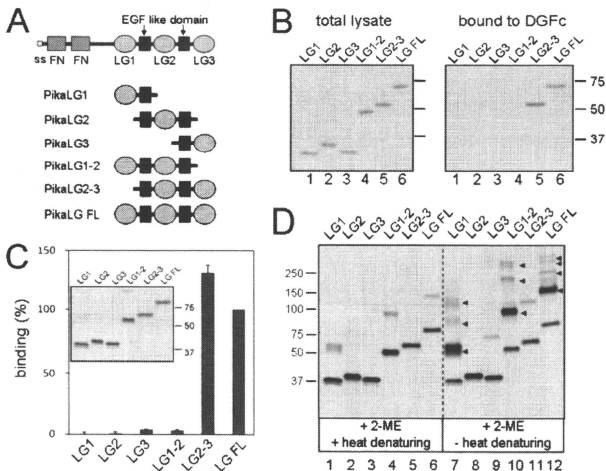 A
EGF like domain
ss FN FN LG1 LG2 LG3
PikaLG1
PikaLG2
PikaLG3
PikaLG1-2
PikaLG2-3
PikaLG FL
B
total lysate
LG1 LG2 LG3 LG1-2 LG2-3 LG FL
1 2 3 4 5 6
bound to DGFc
LG1 LG2 LG3 LG1-2 LG2-3 LG FL
75
37
1 2 3 4 5 6
C
binding (%)
150
100
50
0
LG1 LG2 LG3 LG1-2 LG2-3 LG FL
75
50
37
LG1 LG2 LG3 LG1-2 LG2-3 LG FL
D
LG1 LG2 LG3 LG1-2 LG2-3 LG FL LG1 LG2 LG3 LG1-2 LG2-3 LG FL
250
150
100
75
50
37
+ 2-ME
+ heat denaturing
+ 2-ME
- heat denaturing
1 2 3 4 5 6 7 8 9 10 11 12